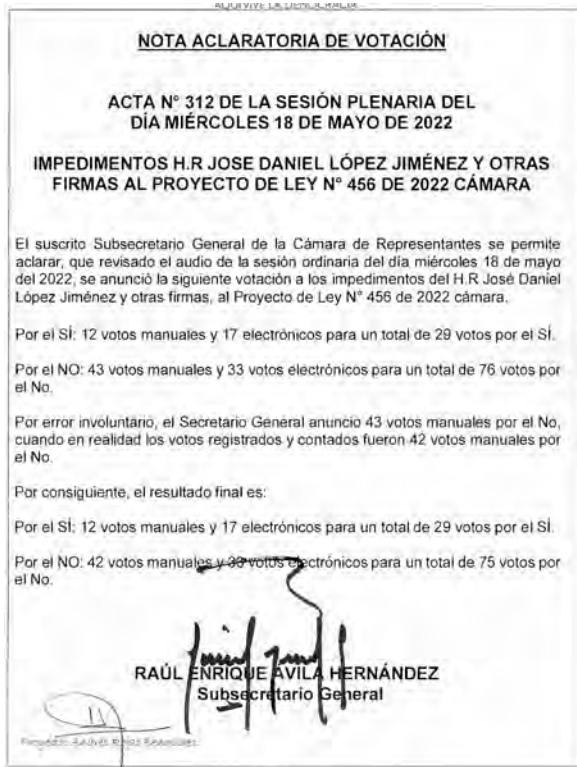 AQUÍ VIVE LA DEMOCRACIA
NOTA ACLARATORIA DE VOTACIÓN
ACTA N° 312 DE LA SESIÓN PLENARIA DEL
DÍA MIÉRCOLES 18 DE MAYO DE 2022
IMPEDIMENTOS H.R JOSE DANIEL LÓPEZ JIMÉNEZ Y OTRAS
FIRMAS AL PROYECTO DE LEY N° 456 DE 2022 CÁMARA
El suscrito Subsecretario General de la Cámara de Representantes se permite
aclarar, que revisado el audio de la sesión ordinaria del día miércoles 18 de mayo
del 2022, se anunció la siguiente votación a los impedimentos del H.R José Daniel
López Jiménez y otras firmas, al Proyecto de Ley N° 456 de 2022 cámara.
Por el SÍ: 12 votos manuales y 17 electrónicos para un total de 29 votos por el SÍ.
Por el NO: 43 votos manuales y 33 votos electrónicos para un total de 76 votos por
el No.
Por error involuntario, el Secretario General anuncio 43 votos manuales por el No,
cuando en realidad los votos registrados y contados fueron 42 votos manuales por
el No.
Por consiguiente, el resultado final es:
Por el SÍ: 12 votos manuales y 17 electrónicos para un total de 29 votos por el SÍ.
Por el NO: 42 votos manuales y 33 votos electrónicos para un total de 75 votos por
el No.
RAÚL ENRIQUE ÁVILA HERNÁNDEZ
Subsecretario General